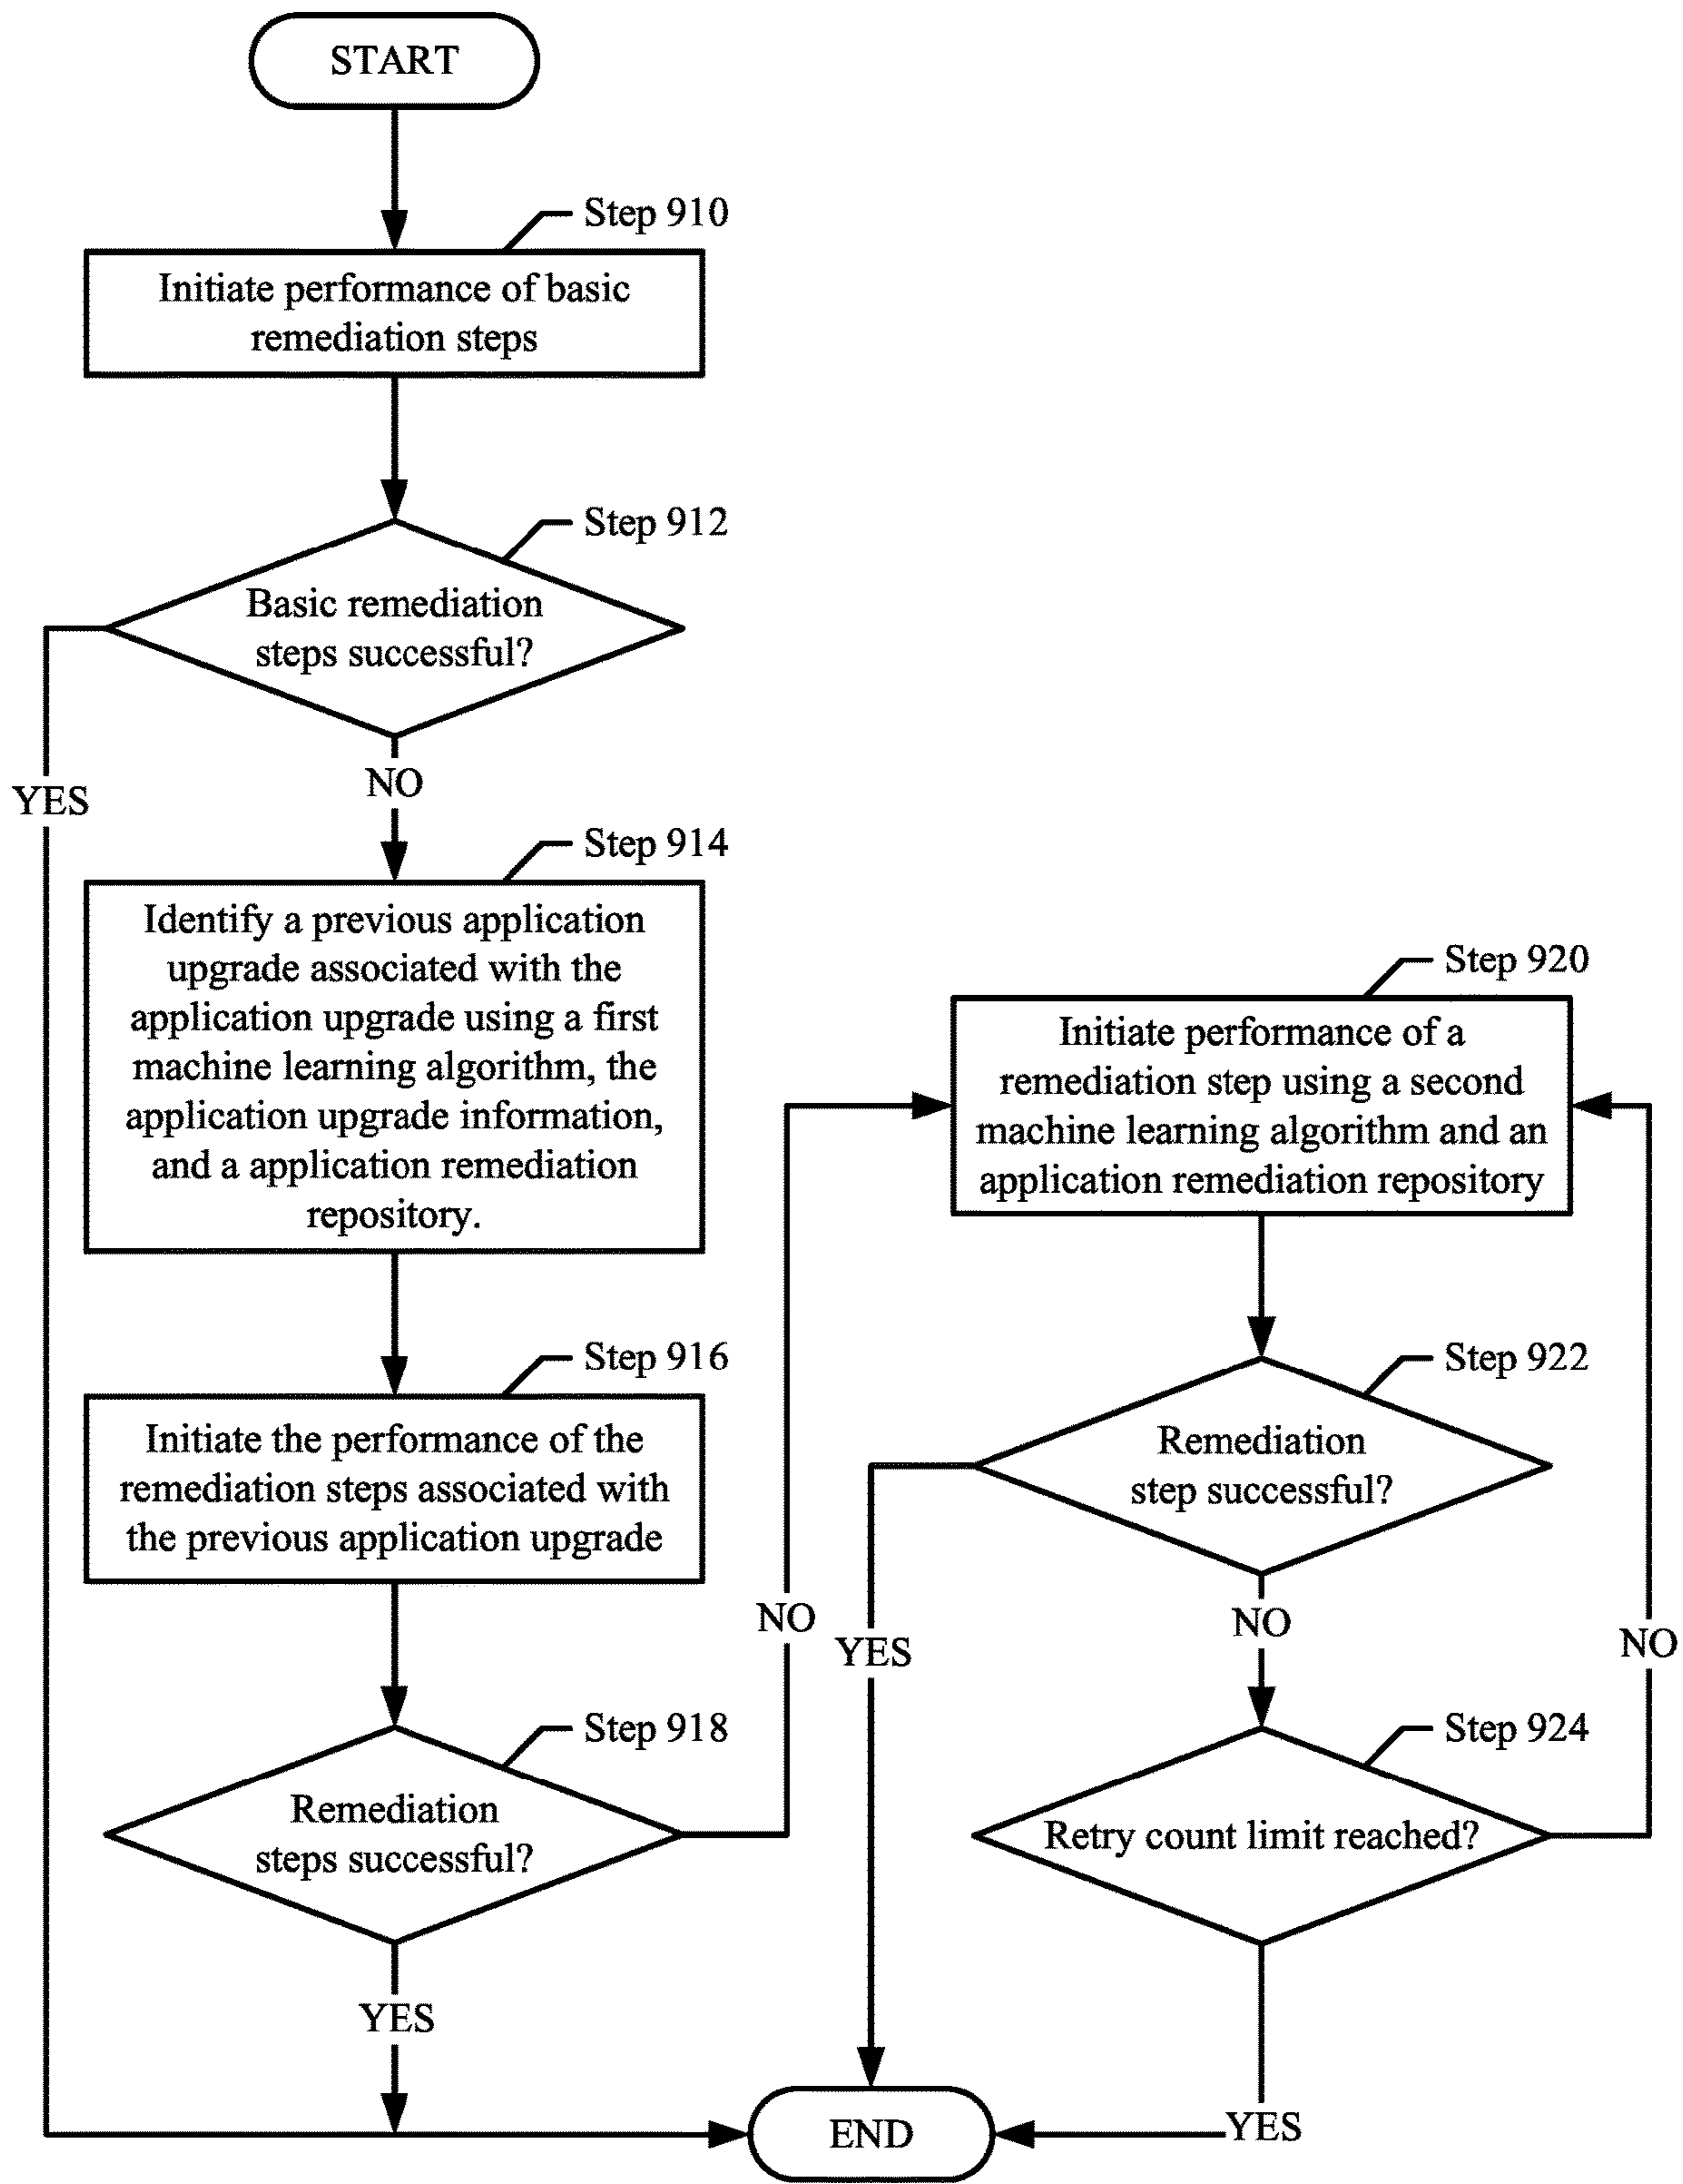 START
Step 910
Initiate performance of basic
remediation steps
Step 912
Basic remediation
steps successful?
YES
NO
Step 914
Identify a previous application
upgrade associated with the
application upgrade using a first
machine learning algorithm, the
application upgrade information,
and a application remediation
repository.
Step 916
Initiate the performance of the
remediation steps associated with
the previous application upgrade
Step 918
Remediation
steps successful?
NO
YES
Step 920
Initiate performance of a
remediation step using a second
machine learning algorithm and an
application remediation repository
Step 922
Remediation
step successful?
YES
NO
Step 924
Retry count limit reached?
NO
YES
END